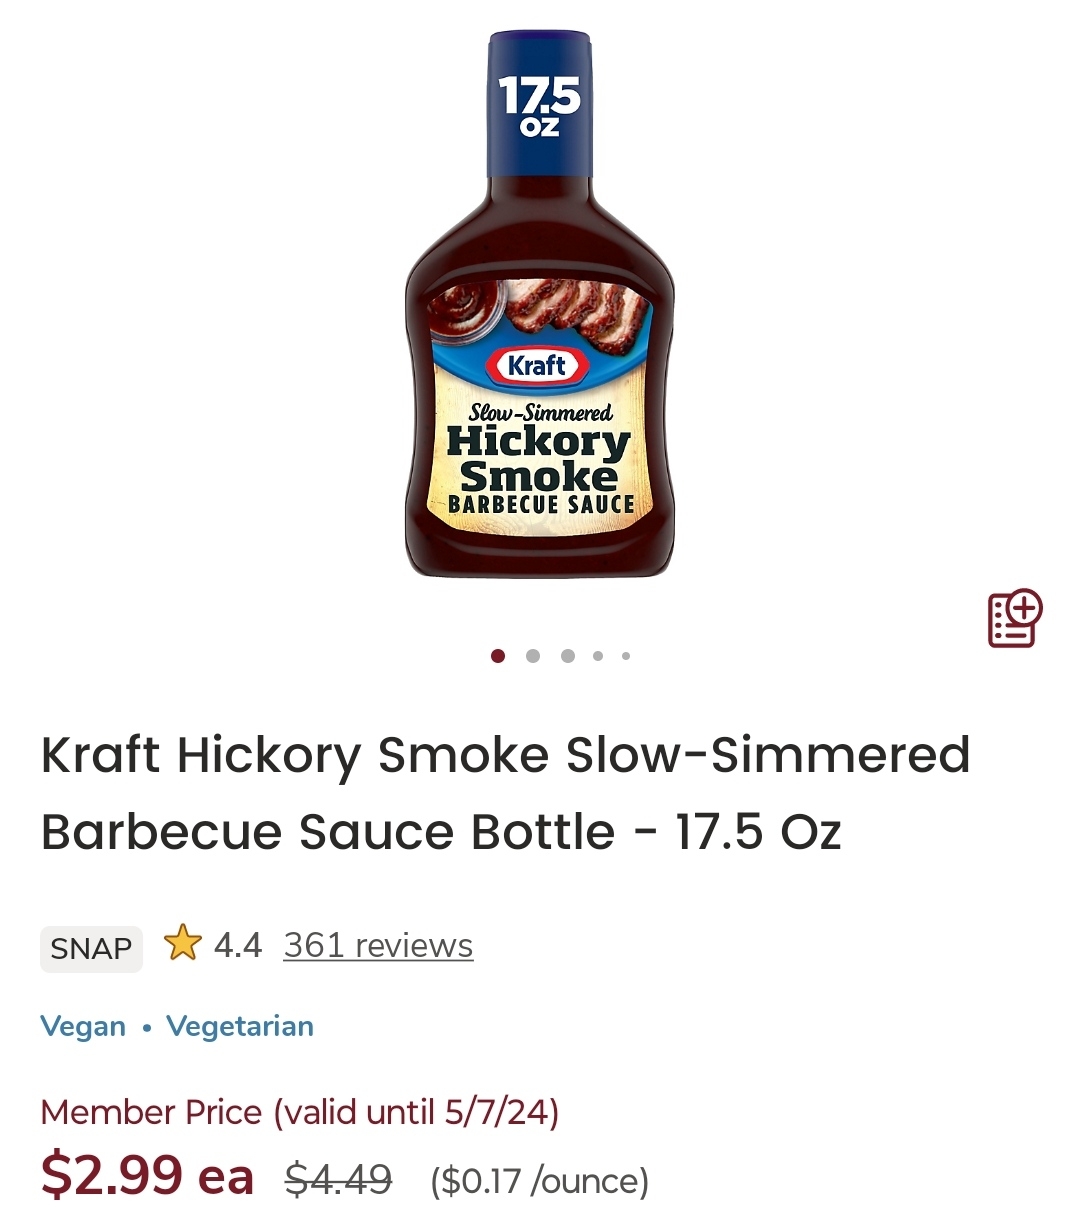 17.5
OZ
Kraft
Slow-Simmered
Hickory
Smoke
BARBECUE SAUCE
Kraft Hickory Smoke Slow-Simmered
Barbecue Sauce Bottle - 17.5 Oz
SNAP 4.4 361 reviews
Vegan • Vegetarian
Member Price (valid until 5/7/24)
$2.99 ea $4.49 ($0.17 /ounce)